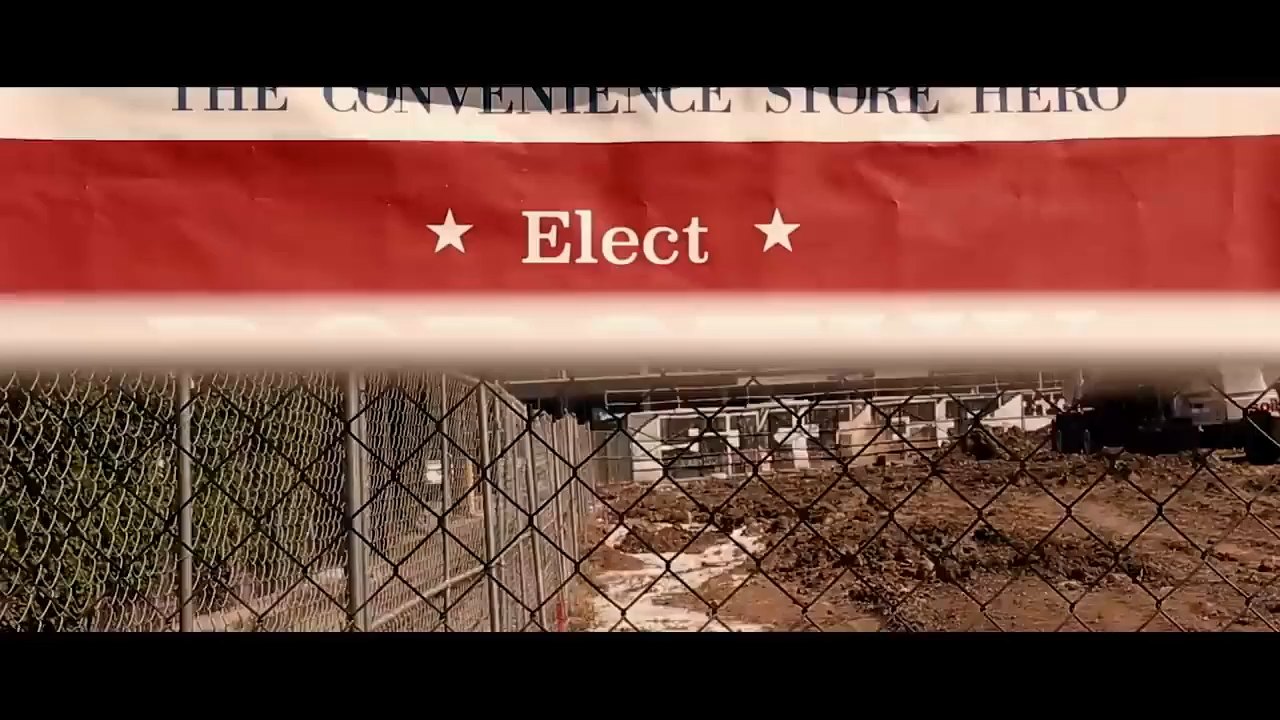 THE CONVENIENCE STORE HERO
★ Elect ★